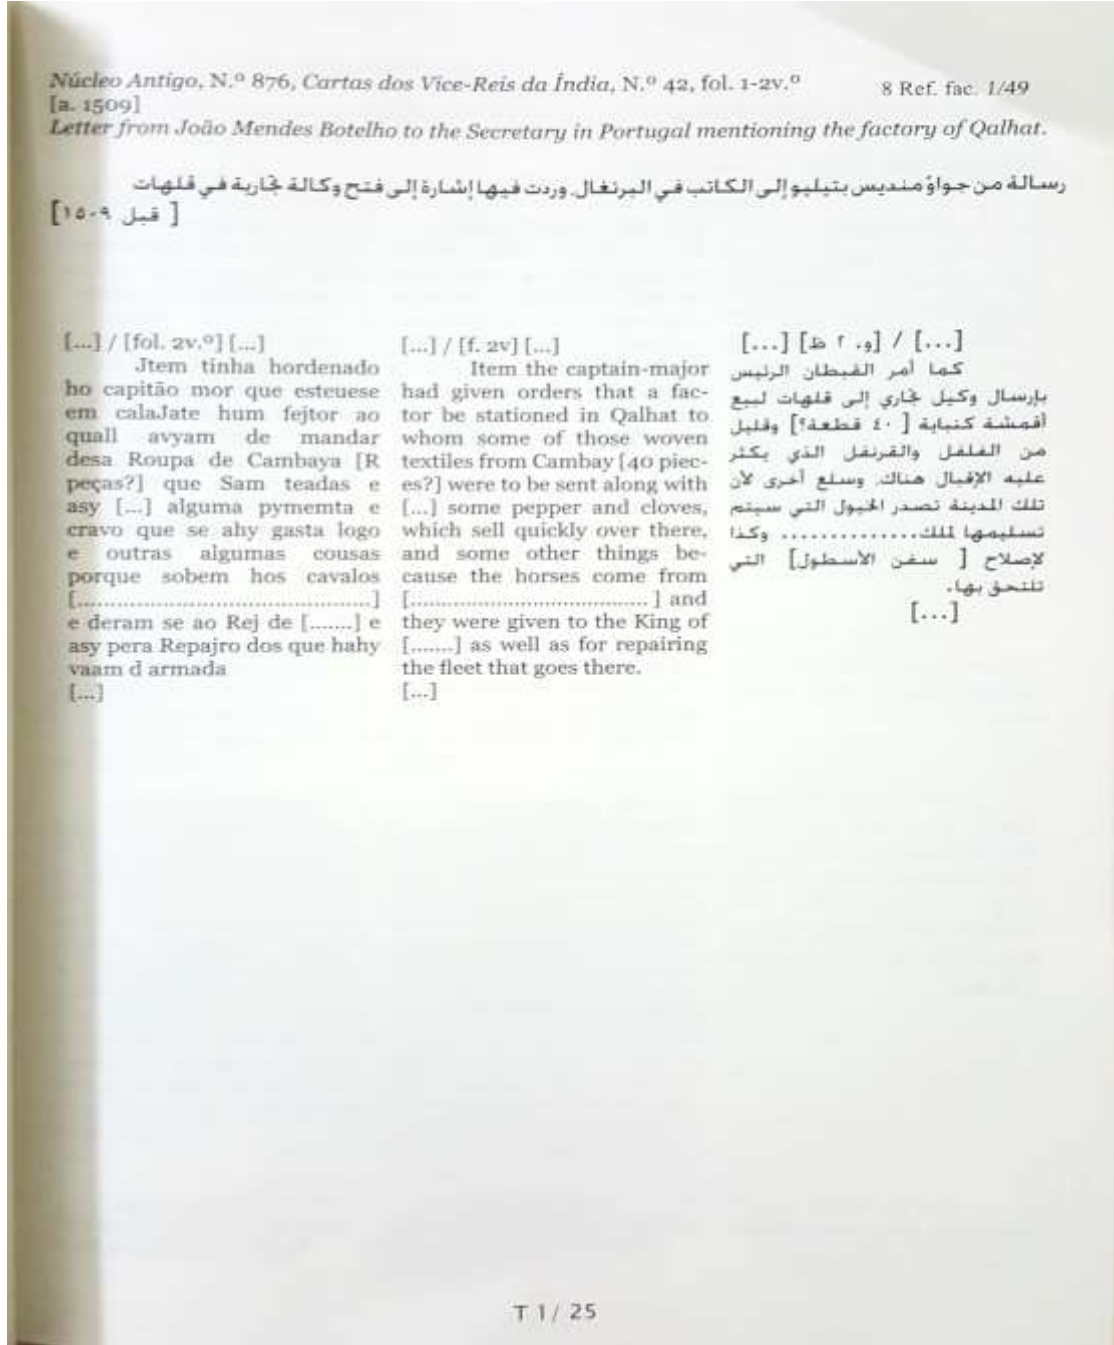 Núcleo Antigo, N.º 876, Cartas dos Vice-Reis da Índia, N.º 42, fol. 1-2v.º
8 Ref. fac. 1/49
[a. 1509]
Letter from João Mendes Botelho to the Secretary in Portugal mentioning the factory of Qalhat.
رسالة من جواؤ منديس بتيليو إلى الكاتب في البرتغال. وردت فيها إشارة إلى فتح وكالة تجارية في قلهات
[ قبل ١٥٠٩ ]
[...] / [fol. 2v.º] [...]
Jtem tinha hordenado
ho capitão mor que esteuese
em calaJate hum fejtor ao
quall avyam de mandar
desa Roupa de Cambaya [R
peças?] que Sam teadas e
asy [...] alguma pymemta e
cravo que se ahy gasta logo
e outras algumas cousas
porque sobem hos cavalos
[............................................]
e deram se ao Rej de [.......] e
asy pera Repajro dos que hahy
vaam d armada
[...]
[...] / [f. 2v] [...]
Item the captain-major
had given orders that a fac-
tor be stationed in Qalhat to
whom some of those woven
textiles from Cambay [40 piec-
es?] were to be sent along with
[...] some pepper and cloves,
which sell quickly over there,
and some other things be-
cause the horses come from
[.................................... ] and
they were given to the King of
[.......] as well as for repairing
the fleet that goes there.
[...]
[...] / [و. ٢ ظ] [...]
كما أمر القبطان الرئيس
بإرسال وكيل تجاري إلى قلهات لبيع
أقمشة كنباية [ ٤٠ قطعة؟] وقليل
من الفلفل والقرنفل الذي يكثر
عليه الإقبال هناك. وسلع أخرى لأن
تلك المدينة تصدر الخيول التي سيتم
تسليمها لملك............... وكذا
لإصلاح [ سفن الأسطول] التي
تلتحق بها.
[...]
T 1/ 25